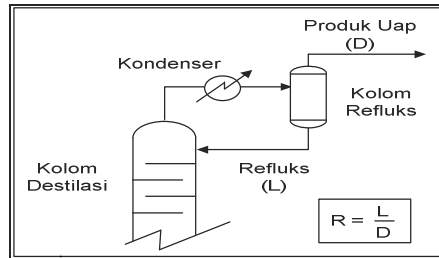 Produk Uap
(D)
Kondenser
Kolom
Refluks
Kolom
Destilasi
Refluks
(L)
R = L/D